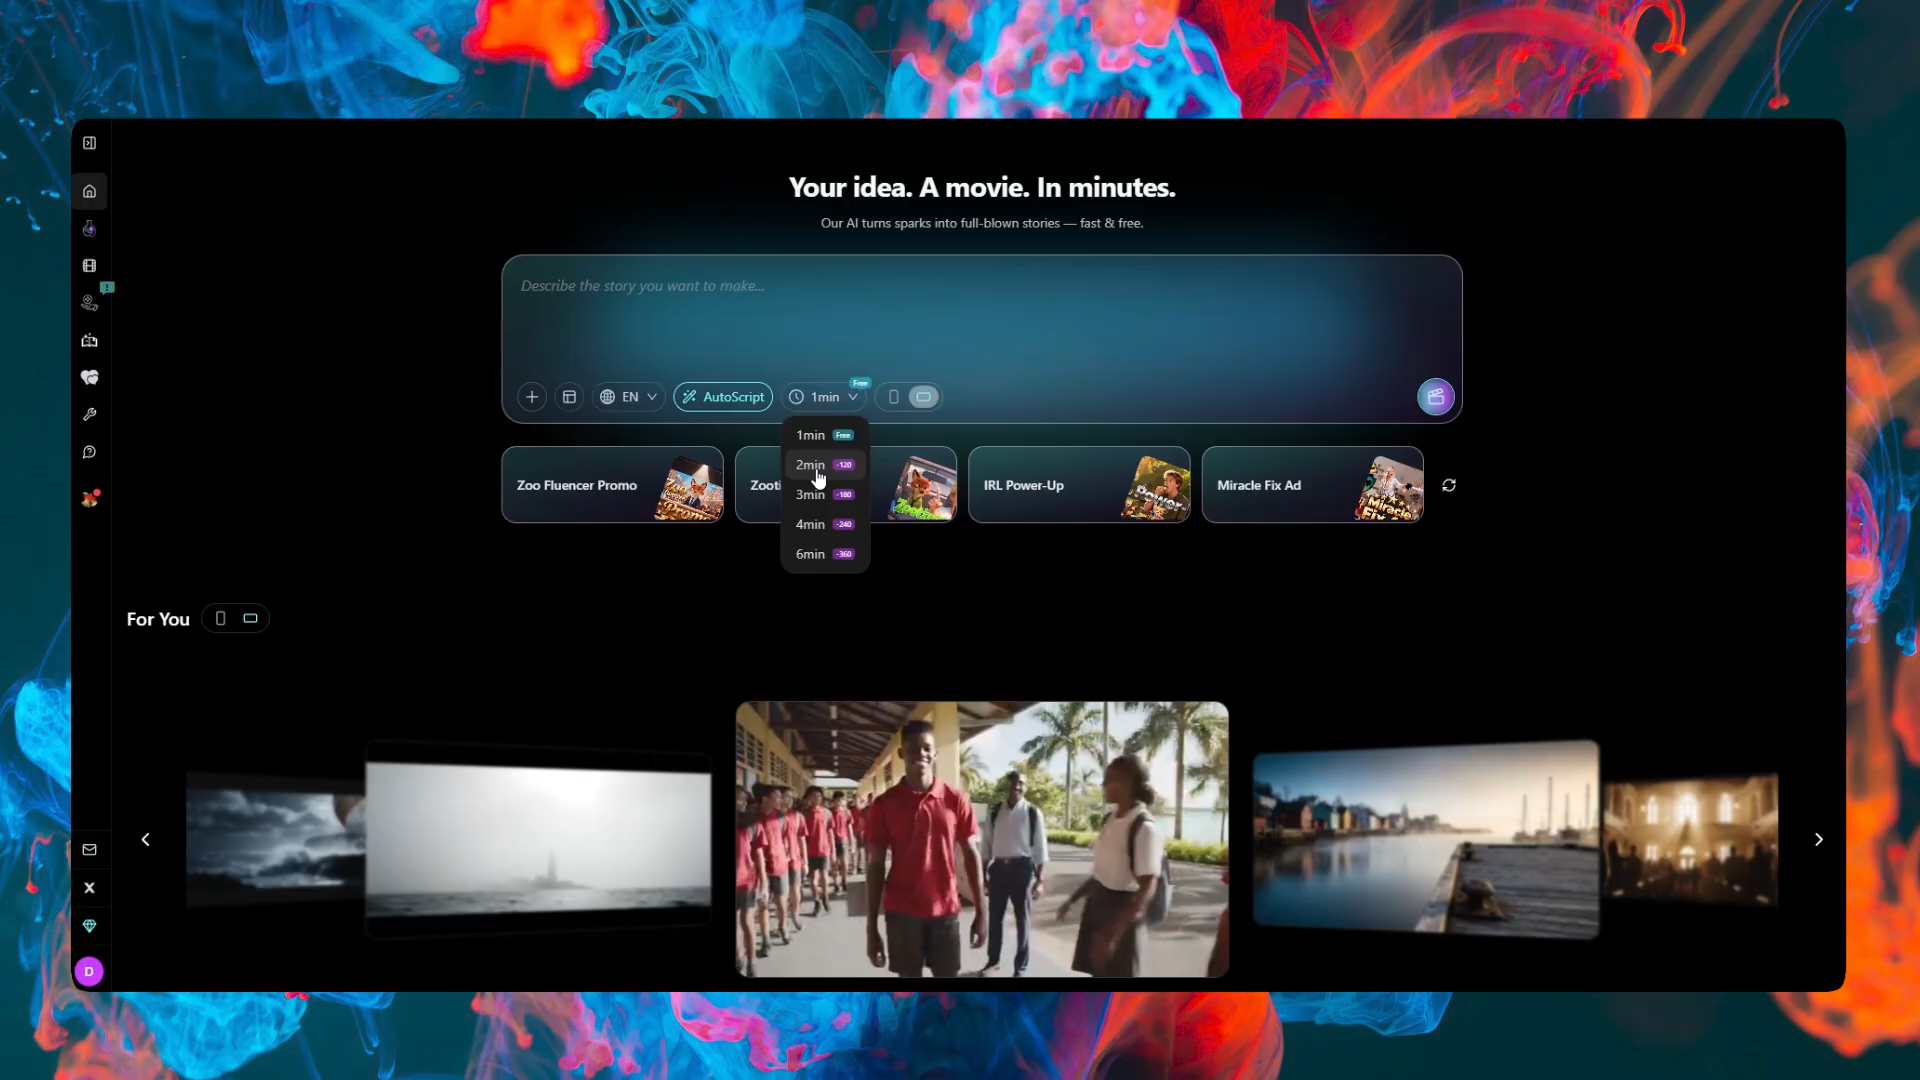 Your idea. A movie. In minutes.
Our AI turns sparks into full-blown stories — fast & free.
Describe the story you want to make...
EN
AutoScript
1min
Free
1min Free
2min -120
3min -180
4min -240
6min -360
Zoo Fluencer Promo
Zooti
IRL Power-Up
Miracle Fix Ad
For You
X
D